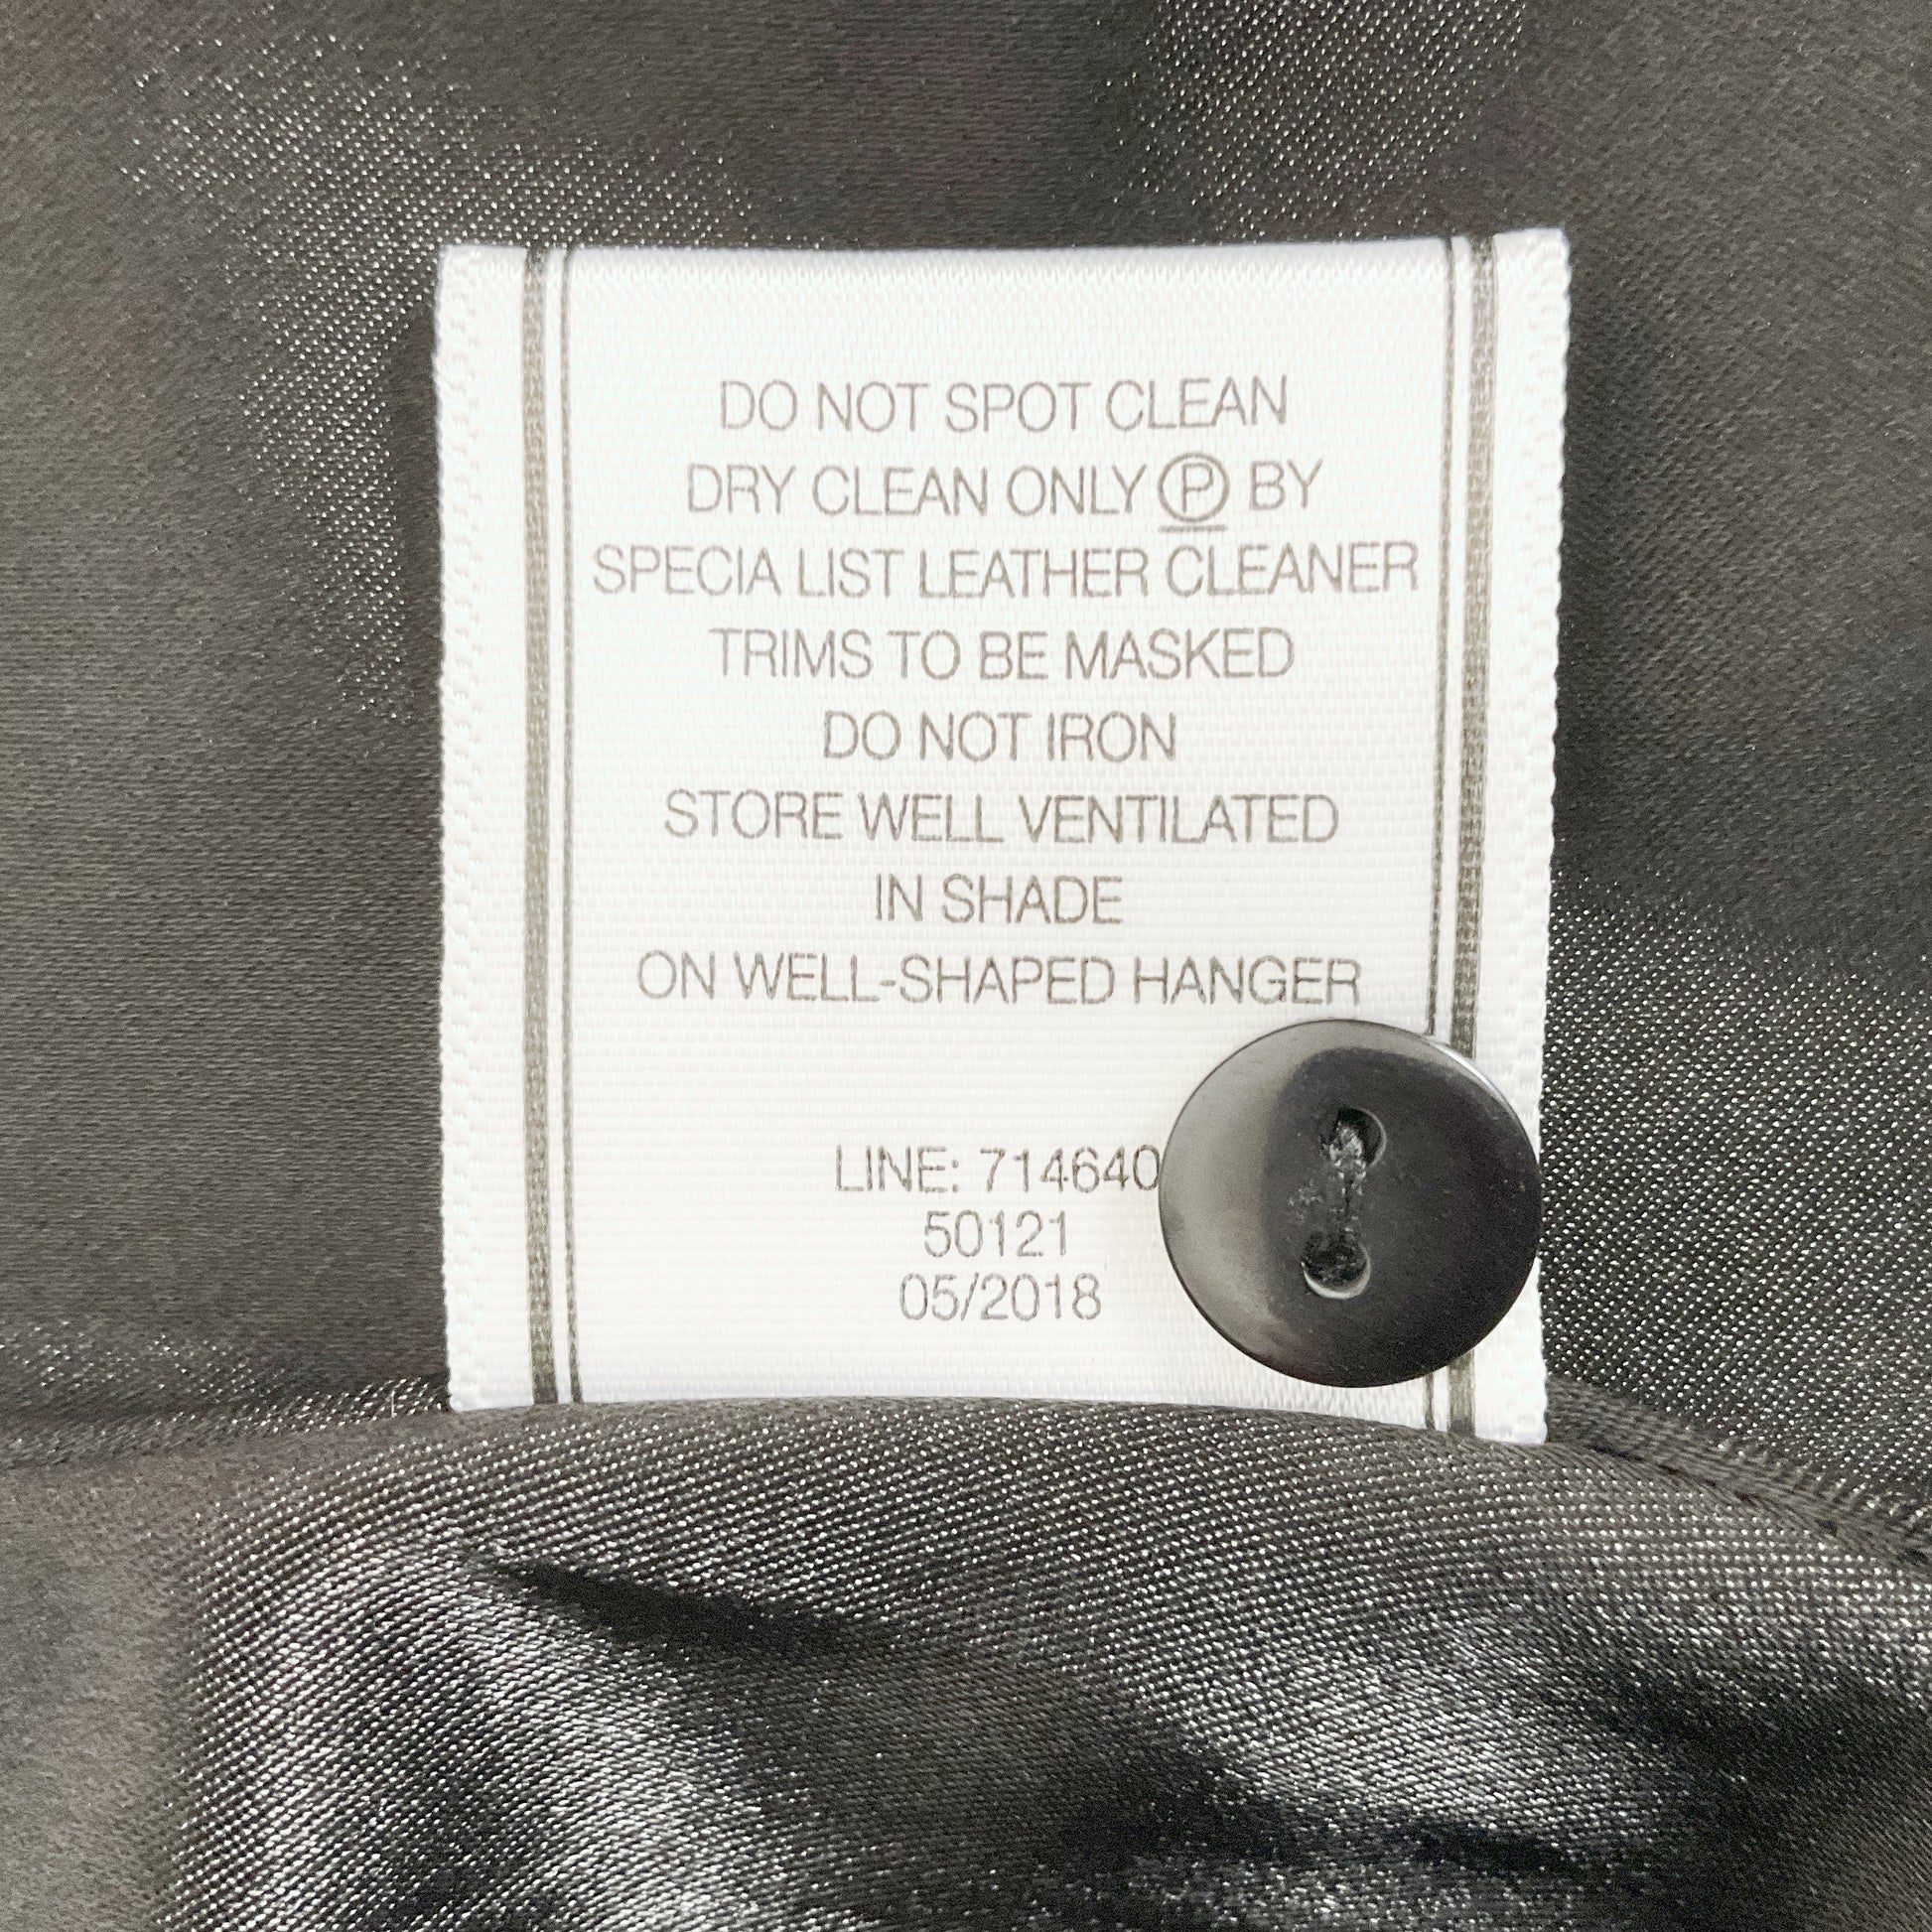 DO NOT SPOT CLEAN
DRY CLEAN ONLY Ⓟ BY
SPECIA LIST LEATHER CLEANER
TRIMS TO BE MASKED
DO NOT IRON
STORE WELL VENTILATED
IN SHADE
ON WELL-SHAPED HANGER
LINE: 714640
50121
05/2018